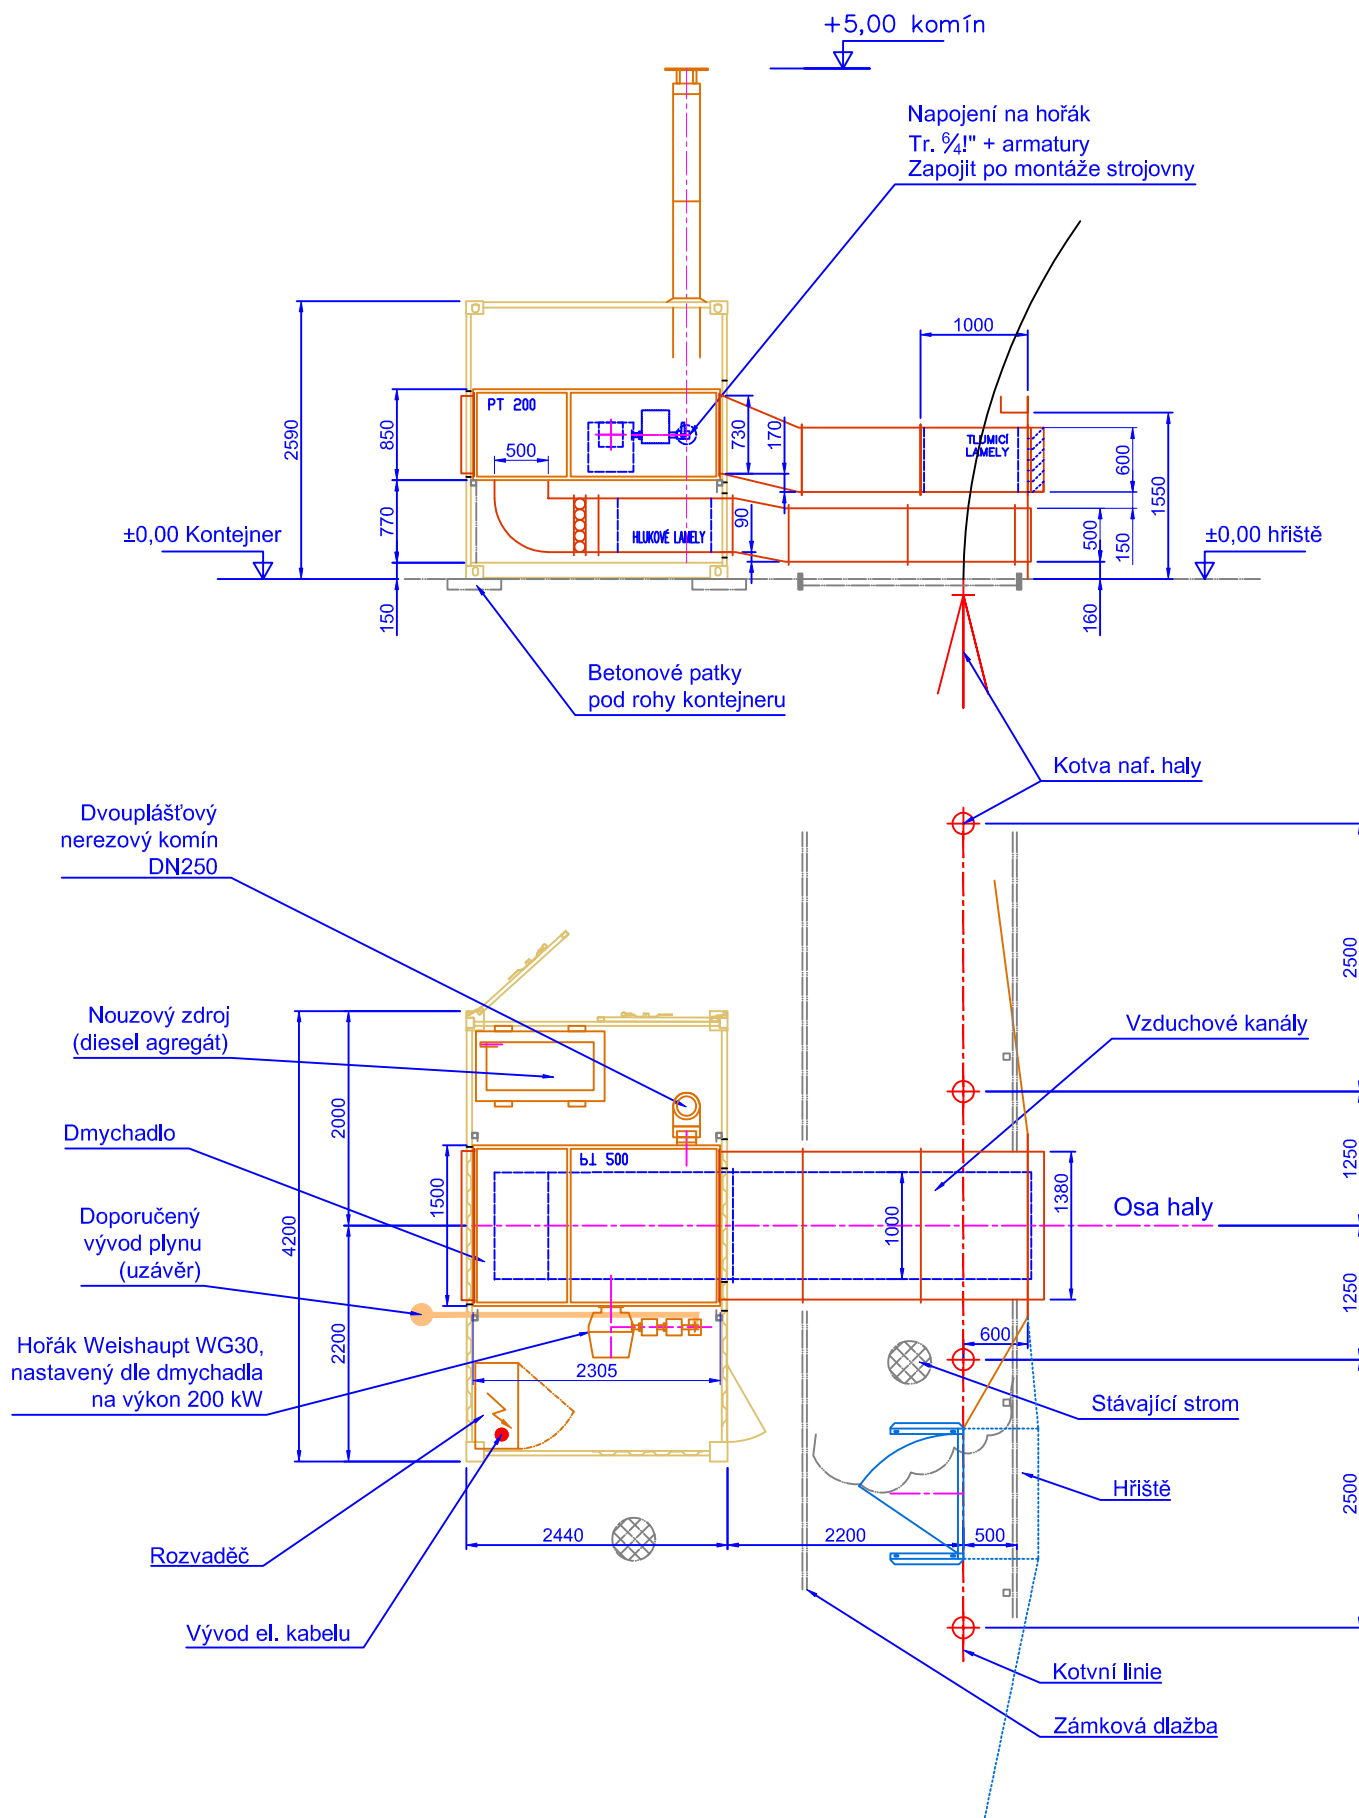 +5,00 komín
Napojení na hořák
Tr. 6/4!" + armatury
Zapojit po montáže strojovny
1000
2590
850
PT 200
500
730
170
TLUMICÍ
LAMELY
600
1550
770
HLUKOVÉ LAMELY
90
500
150
±0,00 Kontejner
±0,00 hřiště
150
160
Betonové patky
pod rohy kontejneru
Kotva naf. haly
Dvouplášťový
nerezový komín
DN250
2500
Nouzový zdroj
(diesel agregát)
Vzduchové kanály
2000
Dmychadlo
PT 500
1500
1000
1380
1250
4200
Osa haly
Doporučený
vývod plynu
(uzávěr)
1250
2200
600
Hořák Weishaupt WG30,
nastavený dle dmychadla
na výkon 200 kW
2305
Stávající strom
Hřiště
2500
2440
2200
500
Rozvaděč
Vývod el. kabelu
Kotvní linie
Zámková dlažba